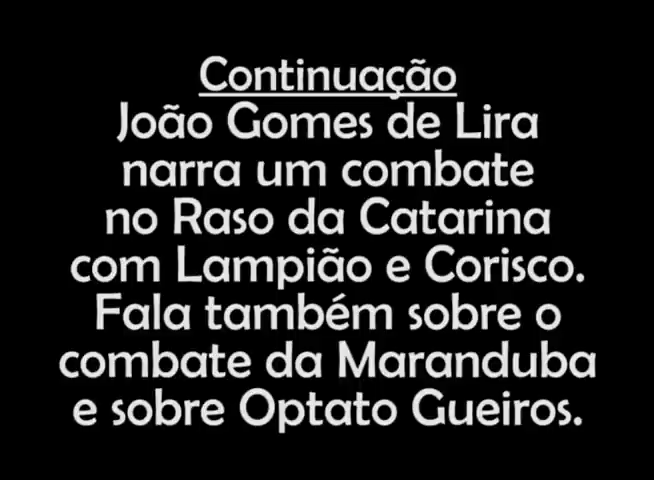 Continuação
João Gomes de Lira
narra um combate
no Raso da Catarina
com Lampião e Corisco.
Fala também sobre o
combate da Maranduba
e sobre Optato Gueiros.